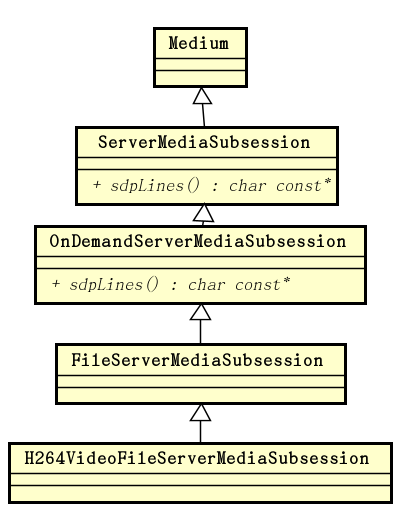 Medium
ServerMediaSubsession
+ sdpLines() : char const*
OnDemandServerMediaSubsession
+ sdpLines() : char const*
FileServerMediaSubsession
H264VideoFileServerMediaSubsession